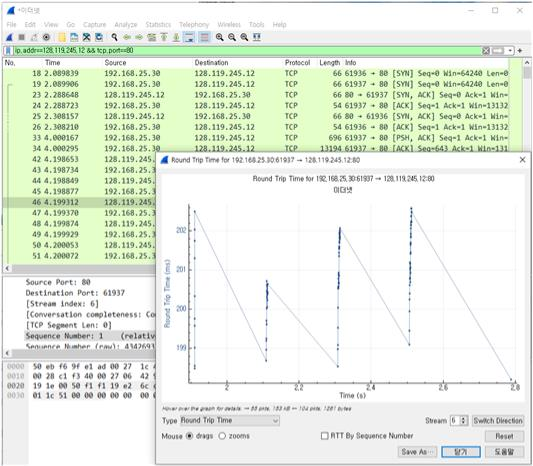 *이더넷
File Edit View Go Capture Analyze Statistics Telephony Wireless Tools Help
ip.addr==128.119.245.12 && tcp.port==80
No. Time Source Destination Protocol Length Info
18 2.089839 192.168.25.30 128.119.245.12 TCP 66 61936 → 80 [SYN] Seq=0 Win=64240 Len=0
19 2.089906 192.168.25.30 128.119.245.12 TCP 66 61937 → 80 [SYN] Seq=0 Win=64240 Len=0
23 2.288648 128.119.245.12 192.168.25.30 TCP 66 80 → 61937 [SYN, ACK] Seq=0 Ack=1 Win=
24 2.288723 192.168.25.30 128.119.245.12 TCP 54 61937 → 80 [ACK] Seq=1 Ack=1 Win=13132
25 2.308157 128.119.245.12 192.168.25.30 TCP 66 80 → 61936 [SYN, ACK] Seq=0 Ack=1 Win=
26 2.308210 192.168.25.30 128.119.245.12 TCP 54 61936 → 80 [ACK] Seq=1 Ack=1 Win=13132
33 4.000167 192.168.25.30 128.119.245.12 TCP 696 61937 → 80 [PSH, ACK] Seq=1 Ack=1 Win=
34 4.000295 192.168.25.30 128.119.245.12 TCP 13194 61937 → 80 [ACK] Seq=643 Ack=1 Win=131
42 4.198653 128.119.245
43 4.198734 192.168.25.
44 4.198849 128.119.245
45 4.198877 192.168.25.
46 4.199312 128.119.245
47 4.199370 192.168.25.
48 4.199874 128.119.245
49 4.199929 192.168.25.
50 4.200053 128.119.245
51 4.200072 192.168.25.
Source Port: 80
Destination Port: 61937
[Stream index: 6]
[Conversation completeness: Co
[TCP Segment Len: 0]
Sequence Number: 1 (relativ
Sequence Number (raw): 4342693
0000 50 eb f6 9f e1 ad 00 27 1c
0010 00 28 c1 f3 40 00 27 06 42
0020 19 1e 00 50 f1 f1 19 e2 6c
0030 01 1c 51 00 00 00 00 00 00
Round Trip Time for 192.168.25.30:61937 → 128.119.245.12:80
Round Trip Time for 192.168.25.30:61937 → 128.119.245.12:80
이더넷
Round Trip Time (ms)
202
201
200
199
2 2.2 2.4 2.6 2.8
Time (s)
Hover over the graph for details. → 55 pkts, 153 kB ← 104 pkts, 1281 bytes
Type Round Trip Time Stream 6 Switch Direction
Mouse drags zooms RTT By Sequence Number Reset
Save As… 닫기 도움말